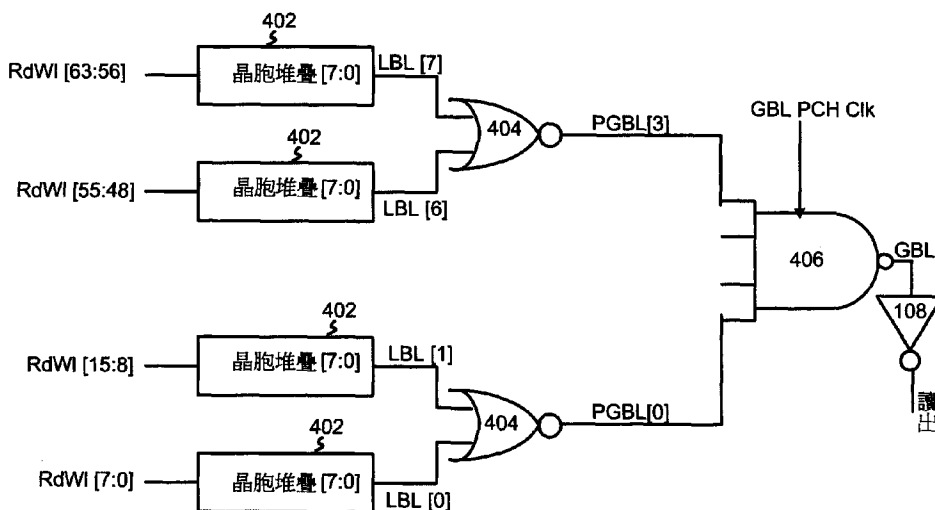 402
RdWl [63:56]
晶胞堆疊 [7:0]
LBL [7]
404
PGBL[3]
GBL PCH Clk
402
RdWl [55:48]
晶胞堆疊 [7:0]
LBL [6]
406
GBL
108
讀出
402
RdWl [15:8]
晶胞堆疊 [7:0]
LBL [1]
404
PGBL[0]
402
RdWl [7:0]
晶胞堆疊 [7:0]
LBL [0]